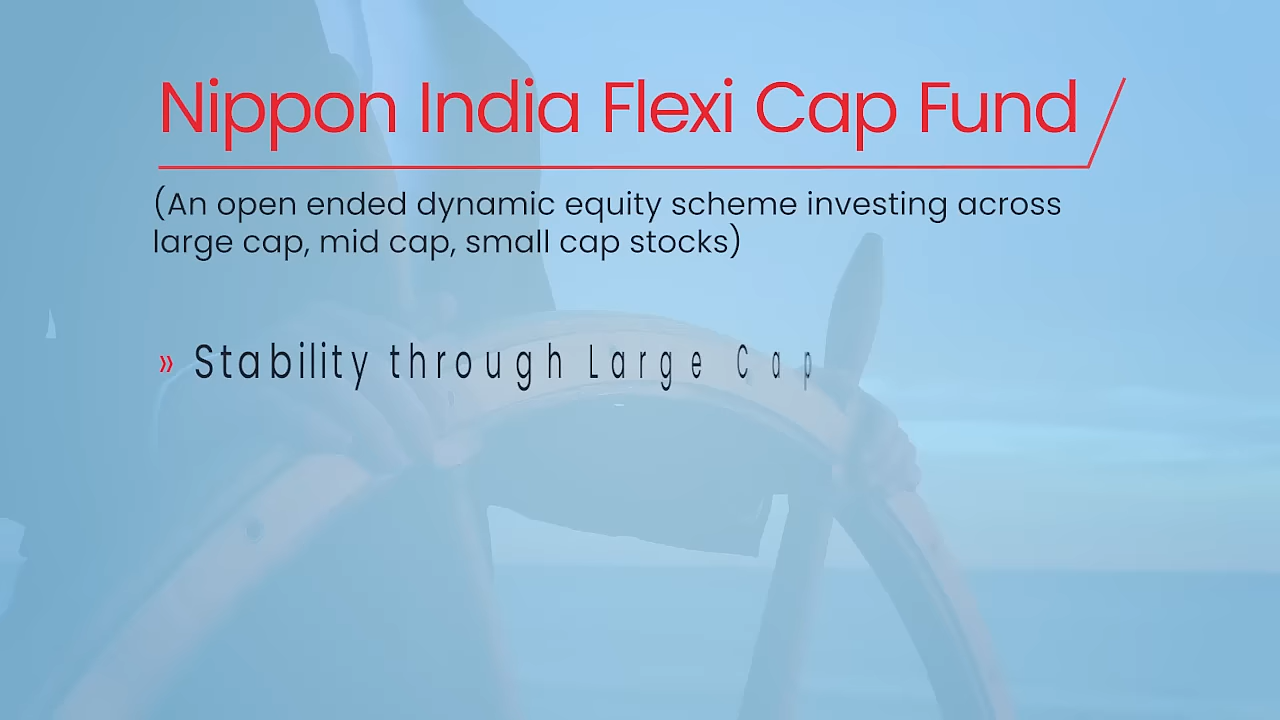 Nippon India Flexi Cap Fund
(An open ended dynamic equity scheme investing across
large cap, mid cap, small cap stocks)
» Stability through Large Cap